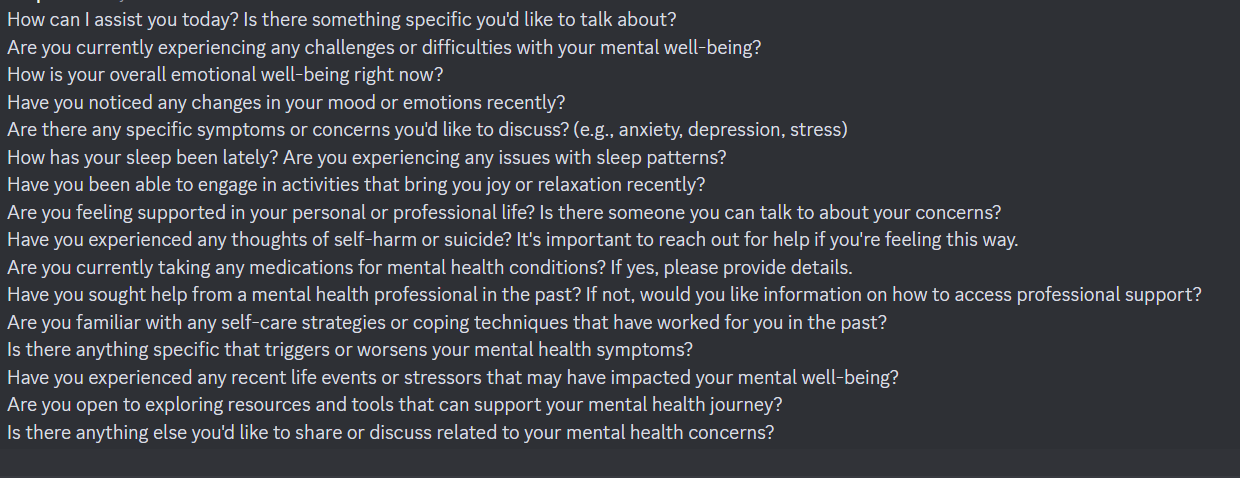 How can I assist you today? Is there something specific you'd like to talk about?
Are you currently experiencing any challenges or difficulties with your mental well-being?
How is your overall emotional well-being right now?
Have you noticed any changes in your mood or emotions recently?
Are there any specific symptoms or concerns you'd like to discuss? (e.g., anxiety, depression, stress)
How has your sleep been lately? Are you experiencing any issues with sleep patterns?
Have you been able to engage in activities that bring you joy or relaxation recently?
Are you feeling supported in your personal or professional life? Is there someone you can talk to about your concerns?
Have you experienced any thoughts of self-harm or suicide? It's important to reach out for help if you're feeling this way.
Are you currently taking any medications for mental health conditions? If yes, please provide details.
Have you sought help from a mental health professional in the past? If not, would you like information on how to access professional support?
Are you familiar with any self-care strategies or coping techniques that have worked for you in the past?
Is there anything specific that triggers or worsens your mental health symptoms?
Have you experienced any recent life events or stressors that may have impacted your mental well-being?
Are you open to exploring resources and tools that can support your mental health journey?
Is there anything else you'd like to share or discuss related to your mental health concerns?